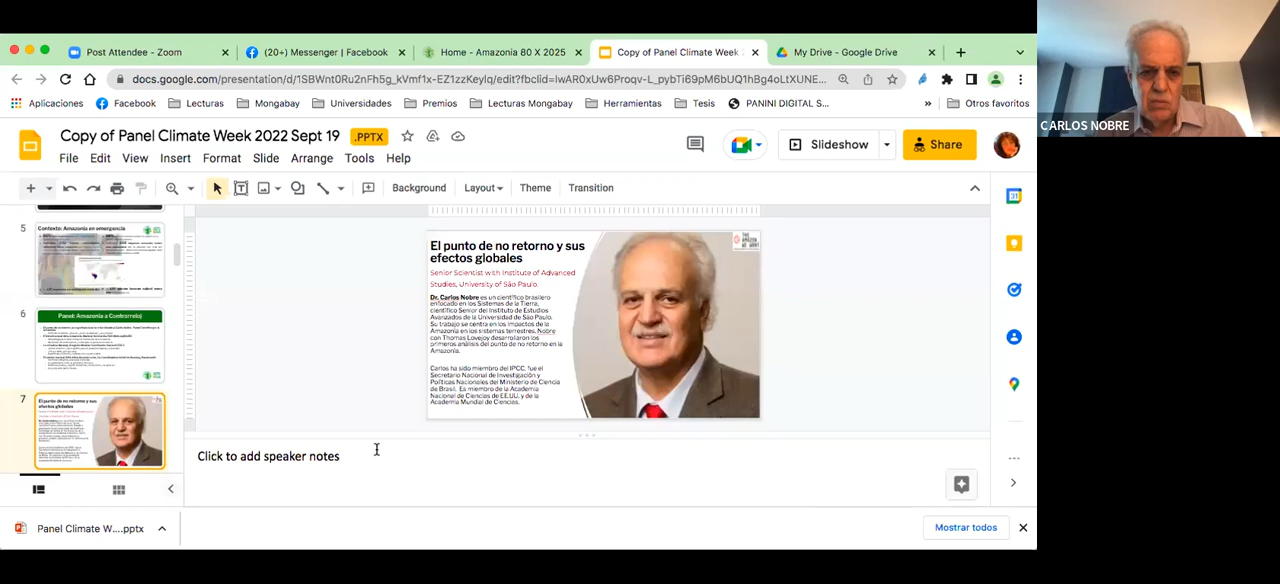 Post Attendee - Zoom
(20+) Messenger | Facebook
Home - Amazonia 80 X 2025
Copy of Panel Climate Week
My Drive - Google Drive
docs.google.com/presentation/d/1SBWnt0Ru2nFh5g_kVmf1x-EZ1zzKeylq/edit?fbclid=IwAR0xUw6Proqv-L_pybTi69pM6bUQ1hBg4oLtXUNE...
Aplicaciones
Facebook
Lecturas
Mongabay
Universidades
Premios
Lecturas Mongabay
Herramientas
Tesis
PANINI DIGITAL S...
»
Otros favoritos
CARLOS NOBRE
Copy of Panel Climate Week 2022 Sept 19
.PPTX
File Edit View Insert Format Slide Arrange Tools Help
Slideshow
Share
Background
Layout
Theme
Transition
31
5
Contexto: Amazonía en emergencia
6
Panel: Amazonía a Contrarreloj
7
El punto de no retorno y sus
efectos globales
El punto de no retorno y sus
efectos globales
Senior Scientist with Institute of Advanced
Studies, University of São Paulo.
Dr. Carlos Nobre es un científico brasilero
enfocado en los Sistemas de la Tierra,
científico Senior del Instituto de Estudios
Avanzados de la Universidad de São Paulo.
Su trabajo se centra en los impactos de la
Amazonía en los sistemas terrestres. Nobre
con Thomas Lovejoy desarrollaron los
primeros análisis del punto de no retorno en la
Amazonía.
Carlos ha sido miembro del IPCC, fue el
Secretario Nacional de Investigación y
Políticas Nacionales del Ministerio de Ciencia
de Brasil. Es miembro de la Academia
Nacional de Ciencias de EE.UU, y de la
Academia Mundial de Ciencias.
Click to add speaker notes
Panel Climate W....pptx
Mostrar todos